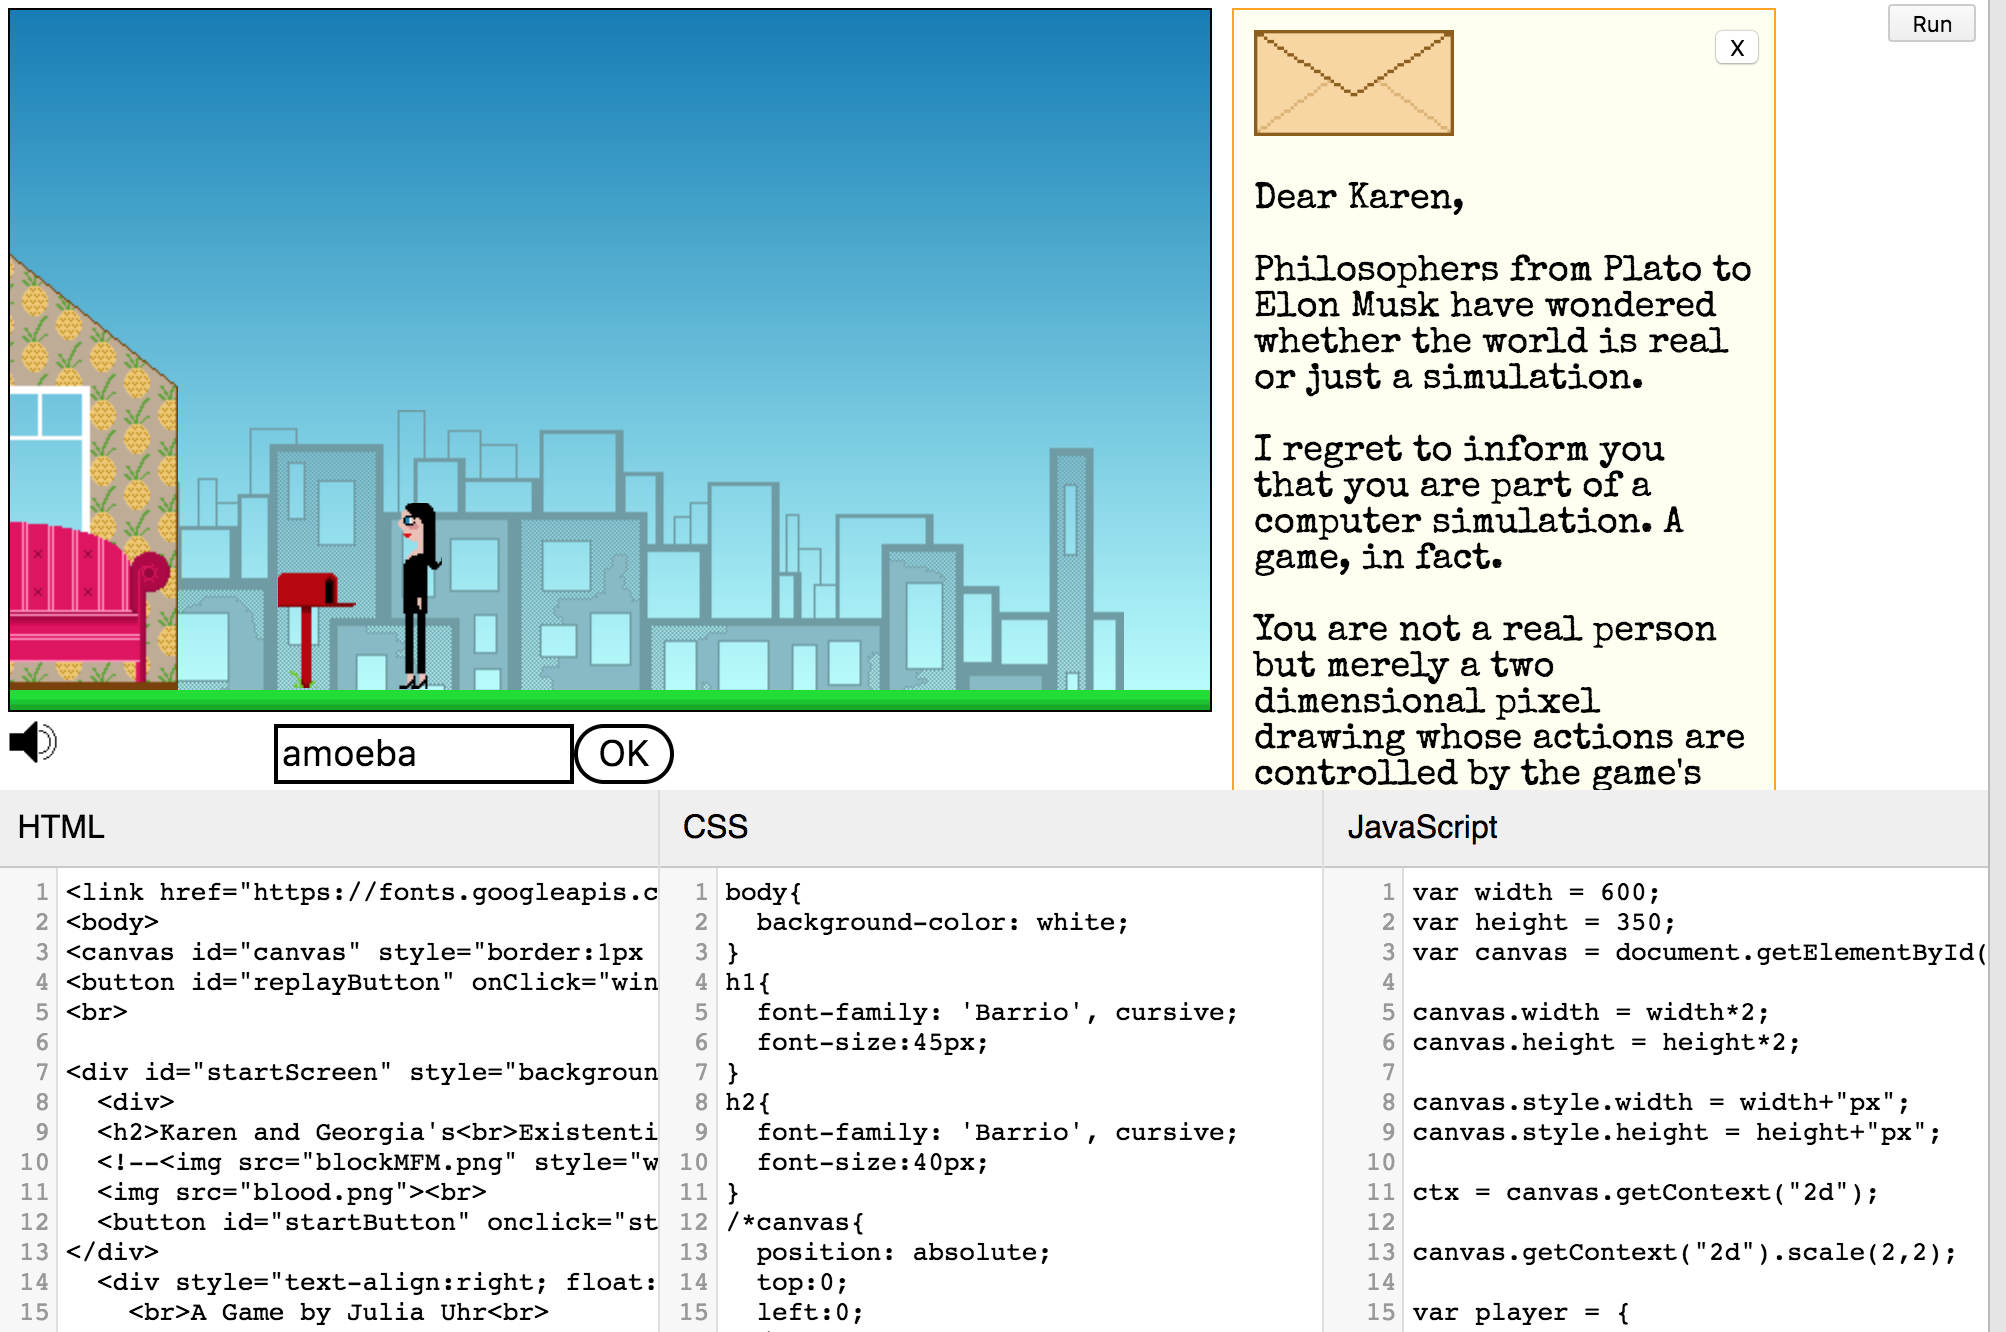 Run
X
Dear Karen,
Philosophers from Plato to
Elon Musk have wondered
whether the world is real
or just a simulation.
I regret to inform you
that you are part of a
computer simulation. A
game, in fact.
You are not a real person
but merely a two
dimensional pixel
drawing whose actions are
controlled by the game's
amoeba
OK
HTML
1 <link href="https://fonts.googleapis.c
2 <body>
3 <canvas id="canvas" style="border:1px
4 <button id="replayButton" onClick="win
5 <br>
6
7 <div id="startScreen" style="backgroun
8 <div>
9 <h2>Karen and Georgia's<br>Existenti
10 <!--<img src="blockMFM.png" style="w
11 <img src="blood.png"><br>
12 <button id="startButton" onclick="st
13 </div>
14 <div style="text-align:right; float:
15 <br>A Game by Julia Uhr<br>
CSS
1 body{
2 background-color: white;
3 }
4 h1{
5 font-family: 'Barrio', cursive;
6 font-size:45px;
7 }
8 h2{
9 font-family: 'Barrio', cursive;
10 font-size:40px;
11 }
12 /*canvas{
13 position: absolute;
14 top:0;
15 left:0;
JavaScript
1 var width = 600;
2 var height = 350;
3 var canvas = document.getElementById(
4
5 canvas.width = width*2;
6 canvas.height = height*2;
7
8 canvas.style.width = width+"px";
9 canvas.style.height = height+"px";
10
11 ctx = canvas.getContext("2d");
12
13 canvas.getContext("2d").scale(2,2);
14
15 var player = {